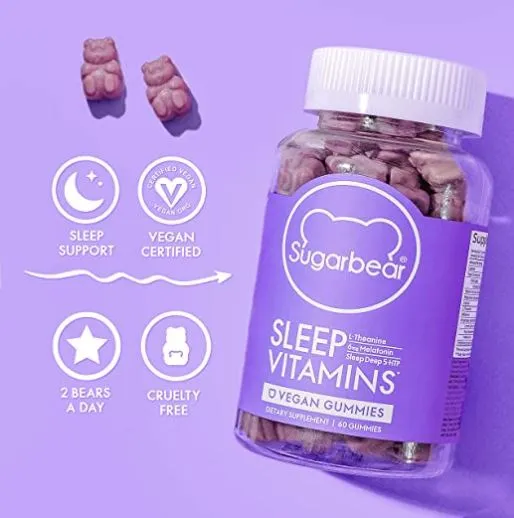 SLEEP
SUPPORT
CERTIFIED VEGAN
VEGAN.ORG
VEGAN
CERTIFIED
2 BEARS
A DAY
CRUELTY
FREE
Sugarbear®
SLEEP
VITAMINS*
L-Theanine
6mg Melatonin
Sleep Deep 5-HTP
VEGAN GUMMIES
DIETARY SUPPLEMENT | 60 GUMMIES